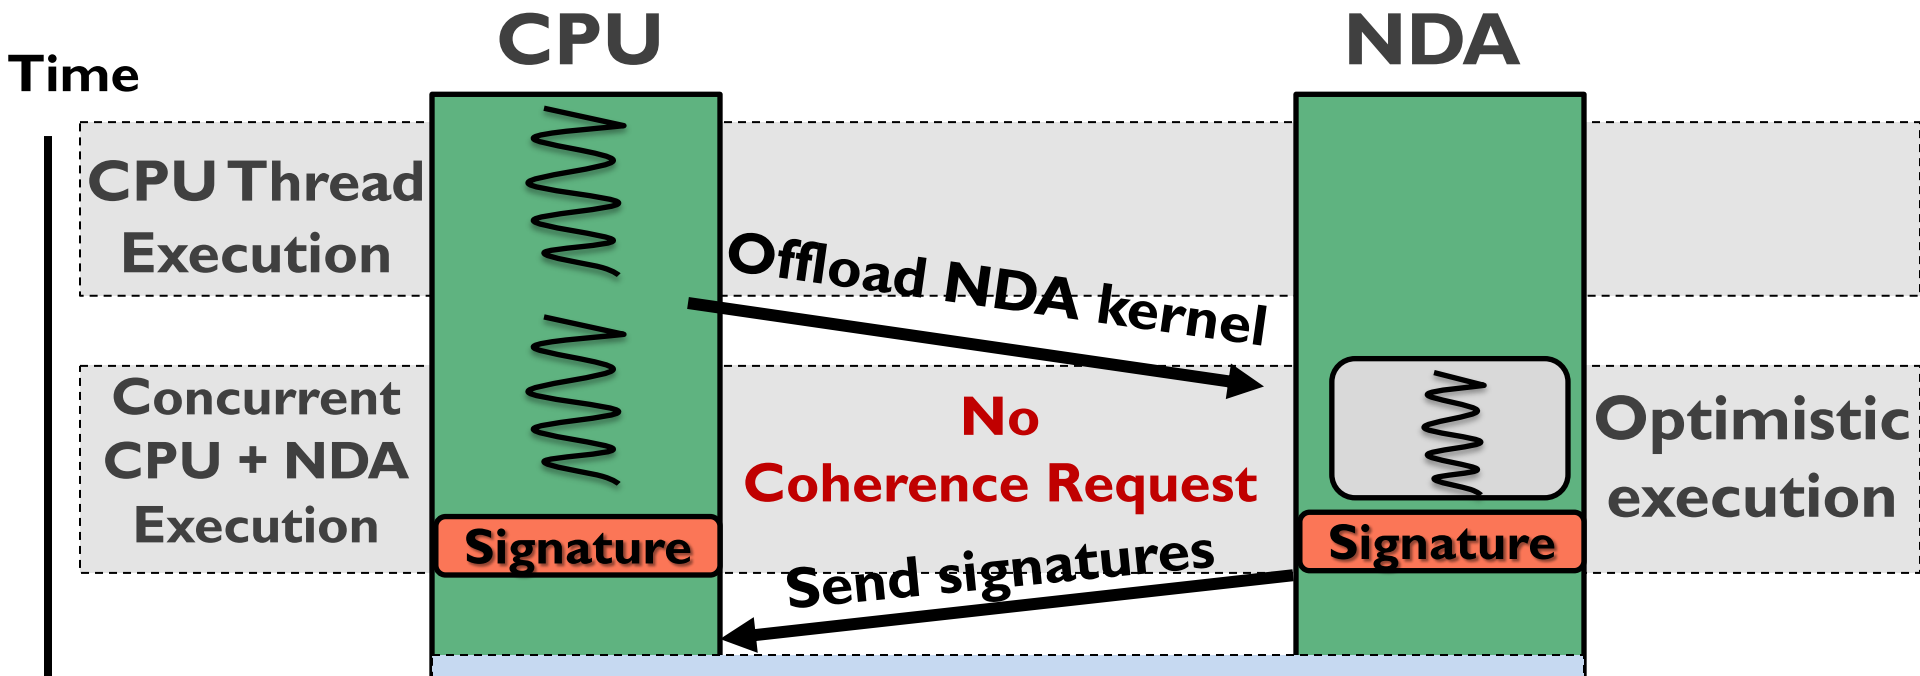 CPU
NDA
Time
CPU Thread
Execution
Offload NDA kernel
Concurrent
CPU + NDA
Execution
No
Coherence Request
Optimistic
execution
Signature
Signature
Send signatures